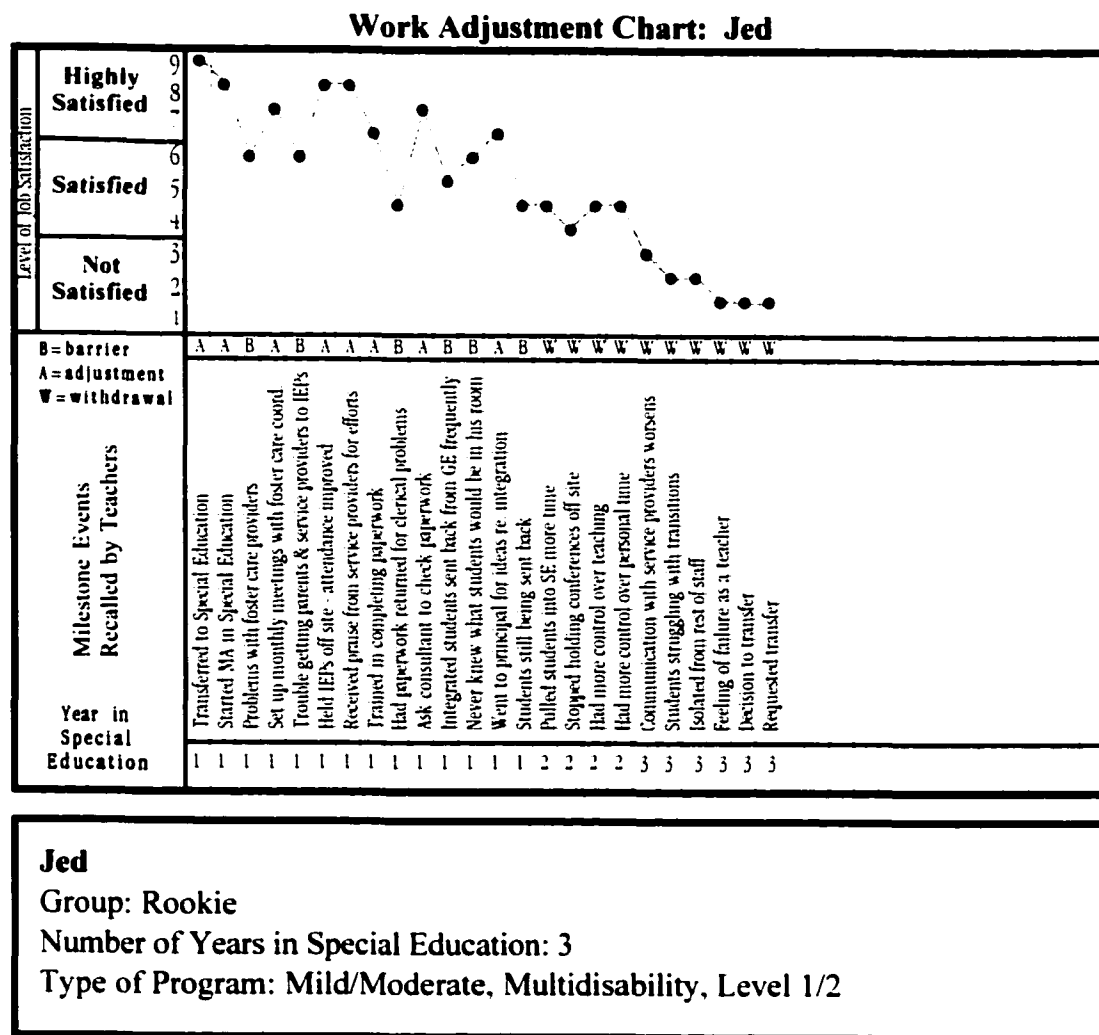 Work Adjustment Chart: Jed
Level of Job Satisfaction
Highly
Satisfied
Satisfied
Not
Satisfied
9
8
7
6
5
4
3
2
1
B=barrier
A=adjustment
W=withdrawal
A A B A B A A A B A B B A B W W W W W W W W W W
Milestone Events
Recalled by Teachers
Transferred to Special Education
Started MA in Special Education
Problems with foster care providers
Set up monthly meetings with foster care coord.
Trouble getting parents & service providers to IEPs
Held IEPs off site - attendance improved
Received praise from service providers for efforts
Trained in completing paperwork
Had paperwork returned for clerical problems
Ask consultant to check paperwork
Integrated students sent back from GE frequently
Never knew what students would be in his room
Went to principal for ideas re. integration
Students still being sent back
Pulled students into SE more time
Stopped holding conferences off site
Had more control over teaching
Had more control over personal time
Communication with service providers worsens
Students struggling with transitions
Isolated from rest of staff
Feeling of failure as a teacher
Decision to transfer
Requested transfer
Year in
Special
Education
1 1 1 1 1 1 1 1 1 1 1 1 1 1 2 2 2 2 3 3 3 3 3 3
Jed
Group: Rookie
Number of Years in Special Education: 3
Type of Program: Mild/Moderate, Multidisability, Level 1/2